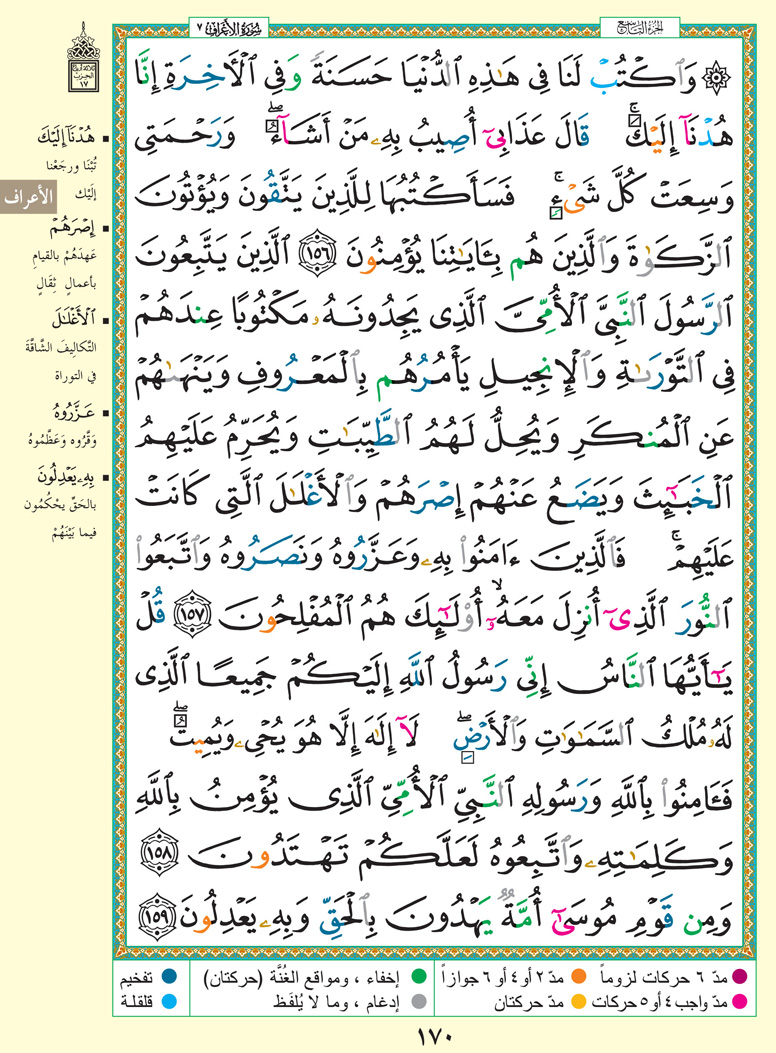 سورة الأعراف ٧
الجزء التاسع
ثلاثة أرباع الحزب ١٧
۞ وَٱكْتُبْ لَنَا فِى هَٰذِهِ ٱلدُّنْيَا حَسَنَةً وَفِى ٱلْأَخِرَةِ إِنَّا
هُدْنَآ إِلَيْكَ ۚ قَالَ عَذَابِىٓ أُصِيبُ بِهِۦ مَنْ أَشَآءُ ۖ وَرَحْمَتِى
وَسِعَتْ كُلَّ شَىْءٍ ۚ فَسَأَكْتُبُهَا لِلَّذِينَ يَتَّقُونَ وَيُؤْتُونَ
ٱلزَّكَوٰةَ وَٱلَّذِينَ هُم بِـَٔايَٰتِنَا يُؤْمِنُونَ ١٥٦ ٱلَّذِينَ يَتَّبِعُونَ
ٱلرَّسُولَ ٱلنَّبِىَّ ٱلْأُمِّىَّ ٱلَّذِى يَجِدُونَهُۥ مَكْتُوبًا عِندَهُمْ
فِى ٱلتَّوْرَىٰةِ وَٱلْإِنجِيلِ يَأْمُرُهُم بِٱلْمَعْرُوفِ وَيَنْهَىٰهُمْ
عَنِ ٱلْمُنكَرِ وَيُحِلُّ لَهُمُ ٱلطَّيِّبَٰتِ وَيُحَرِّمُ عَلَيْهِمُ
ٱلْخَبَٰٓئِثَ وَيَضَعُ عَنْهُمْ إِصْرَهُمْ وَٱلْأَغْلَٰلَ ٱلَّتِى كَانَتْ
عَلَيْهِمْ ۚ فَٱلَّذِينَ ءَامَنُوا۟ بِهِۦ وَعَزَّرُوهُ وَنَصَرُوهُ وَٱتَّبَعُوا۟
ٱلنُّورَ ٱلَّذِىٓ أُنزِلَ مَعَهُۥٓ ۙ أُو۟لَٰٓئِكَ هُمُ ٱلْمُفْلِحُونَ ١٥٧ قُلْ
يَٰٓأَيُّهَا ٱلنَّاسُ إِنِّى رَسُولُ ٱللَّهِ إِلَيْكُمْ جَمِيعًا ٱلَّذِى
لَهُۥ مُلْكُ ٱلسَّمَٰوَٰتِ وَٱلْأَرْضِ ۖ لَآ إِلَٰهَ إِلَّا هُوَ يُحْىِۦ وَيُمِيتُ ۖ
فَـَٔامِنُوا۟ بِٱللَّهِ وَرَسُولِهِ ٱلنَّبِىِّ ٱلْأُمِّىِّ ٱلَّذِى يُؤْمِنُ بِٱللَّهِ
وَكَلِمَٰتِهِۦ وَٱتَّبِعُوهُ لَعَلَّكُمْ تَهْتَدُونَ ١٥٨
وَمِن قَوْمِ مُوسَىٰٓ أُمَّةٌ يَهْدُونَ بِٱلْحَقِّ وَبِهِۦ يَعْدِلُونَ ١٥٩
▪ هُدْنَآ إِلَيْكَ
تُبْنَا ورجَعْنا
إلَيْك
الأعراف
▪ إِصْرَهُمْ
عَهدَهُمْ بالقيامِ
بأعمالٍ ثِقَالٍ
▪ ٱلْأَغْلَٰلَ
التَّكاليفَ الشَّاقَّةَ
في التوراة
▪ عَزَّرُوهُ
وَقَّرُوه وَعَظَّمُوهُ
▪ بِهِۦ يَعْدِلُونَ
بالحَقّ يحْكُمُون
فيما بَيْنَهُمْ
مدّ ٦ حركات لزوماً ● مدّ ٢ أو ٤ أو ٦ جوازاً ● إخفاء ، ومواقع الغُنَّة (حركتان) ● تفخيم
مدّ واجب ٤ أو ٥ حركات ● مدّ حركتان ● إدغام ، وما لا يُلفَظ ● قلقلة
١٧٠